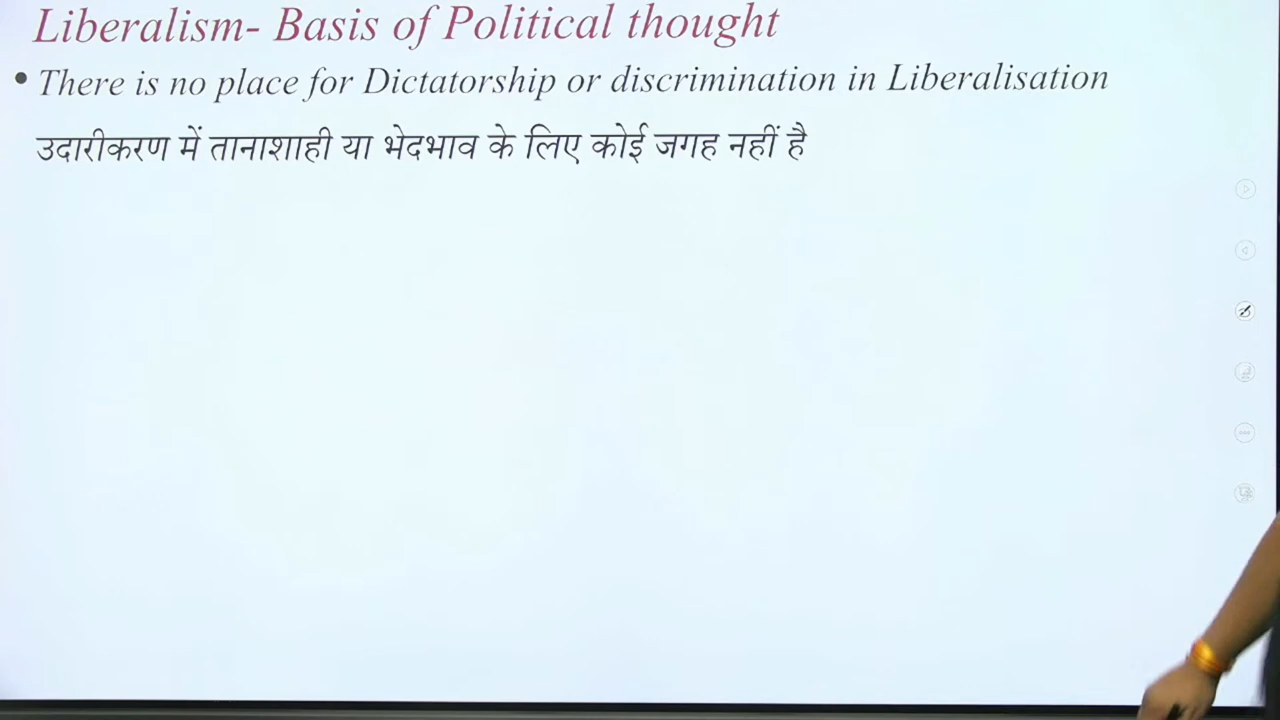 Liberalism- Basis of Political thought
• There is no place for Dictatorship or discrimination in Liberalisation
उदारीकरण में तानाशाही या भेदभाव के लिए कोई जगह नहीं है